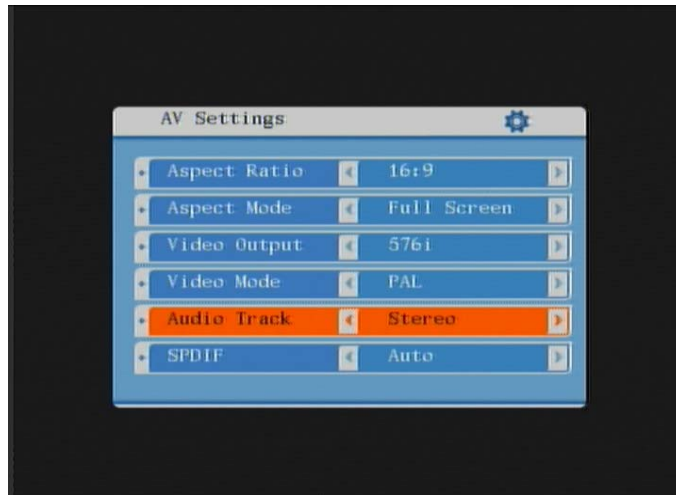 AV Settings
Aspect Ratio 16:9
Aspect Mode Full Screen
Video Output 576i
Video Mode PAL
Audio Track Stereo
SPDIF Auto